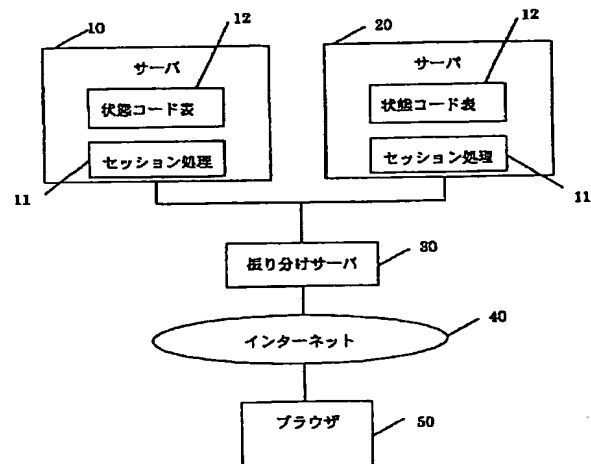 10
12
20
12
サーバ
サーバ
状態コード表
状態コード表
セッション処理
セッション処理
11
11
振り分けサーバ
30
インターネット
40
ブラウザ
50